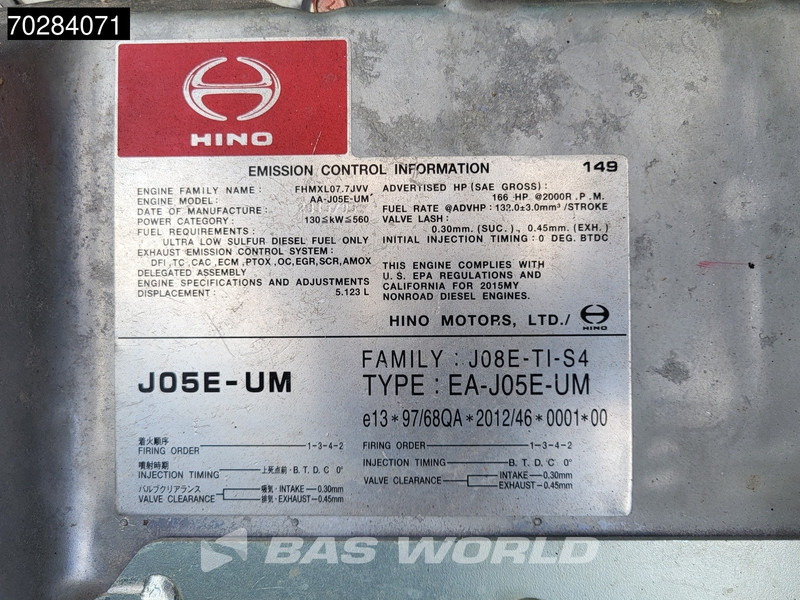 70284071
HINO
EMISSION CONTROL INFORMATION 149
ENGINE FAMILY NAME : FHMXL07.7JVV
ENGINE MODEL: AA-J05E-UM
DATE OF MANUFACTURE :
POWER CATEGORY : 130≦kW≦560
FUEL REQUIREMENTS :
ULTRA LOW SULFUR DIESEL FUEL ONLY
EXHAUST EMISSION CONTROL SYSTEM :
DFI,TC,CAC,ECM,PTOX,OC,EGR,SCR,AMOX
DELEGATED ASSEMBLY
ENGINE SPECIFICATIONS AND ADJUSTMENTS
DISPLACEMENT : 5.123 L
ADVERTISED HP(SAE GROSS):
166 HP @2000R.P.M.
FUEL RATE @ADVHP : 132.0±3.0mm³/STROKE
VALVE LASH :
0.30mm(SUC.), 0.45mm(EXH.)
INITIAL INJECTION TIMING : 0 DEG. BTDC
THIS ENGINE COMPLIES WITH
U.S. EPA REGULATIONS AND
CALIFORNIA FOR 2015MY
NONROAD DIESEL ENGINES.
HINO MOTORS, LTD./ HINO
J05E-UM
FAMILY : J08E-TI-S4
TYPE : EA-J05E-UM
e13*97/68QA*2012/46*0001*00
着火順序
FIRING ORDER 1-3-4-2
噴射時期
INJECTION TIMING 上死点前・B.T.D.C 0°
バルブクリアランス
VALVE CLEARANCE 吸気・INTAKE-0.30mm
排気・EXHAUST-0.45mm
FIRING ORDER 1-3-4-2
INJECTION TIMING B.T.D.C 0°
VALVE CLEARANCE INTAKE-0.30mm
EXHAUST-0.45mm
BAS WORLD